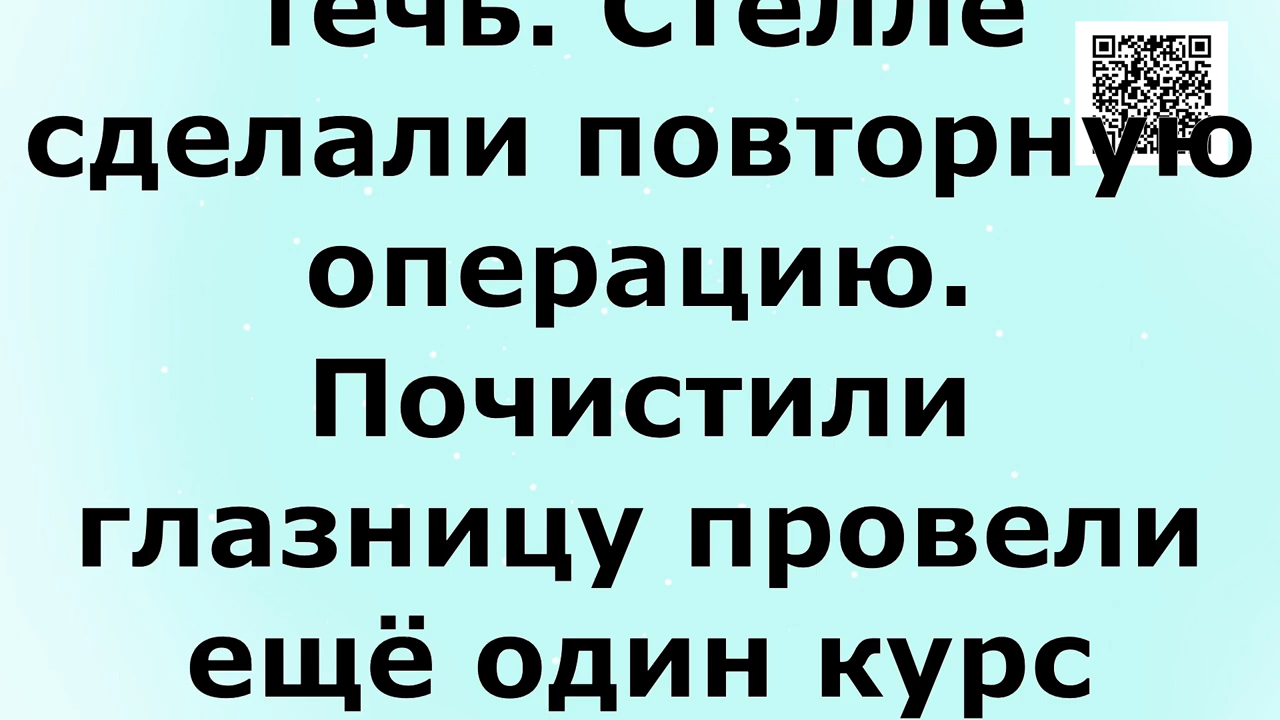 течь. Стелле
сделали повторную
операцию.
Почистили
глазницу провели
ещё один курс